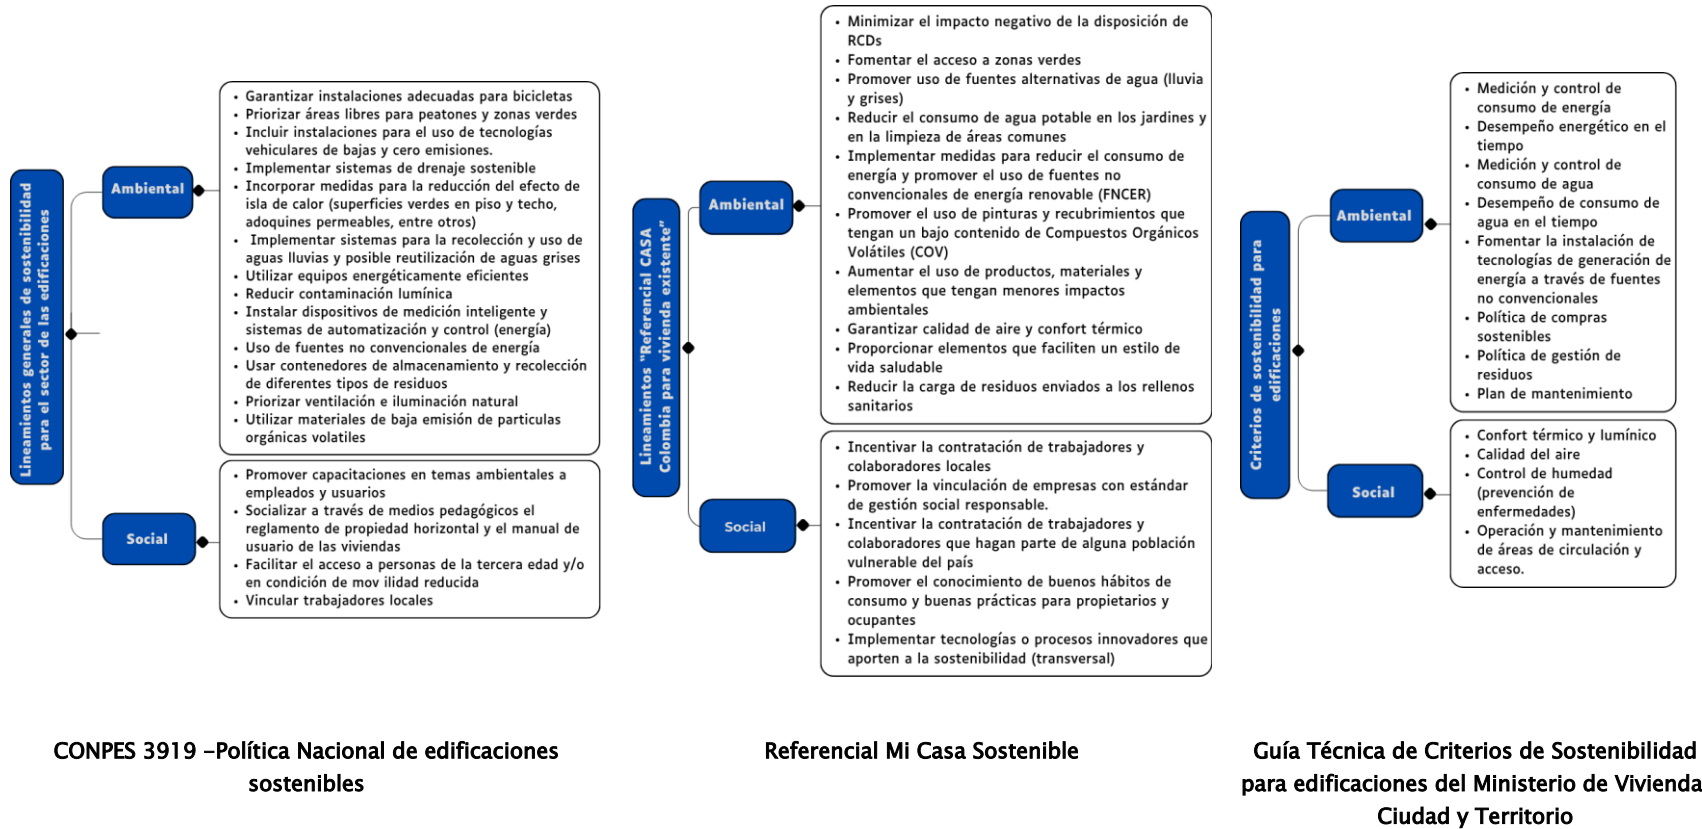 Lineamientos generales de sostenibilidad
para el sector de las edificaciones
Ambiental
• Garantizar instalaciones adecuadas para bicicletas
• Priorizar áreas libres para peatones y zonas verdes
• Incluir instalaciones para el uso de tecnologías
vehiculares de bajas y cero emisiones.
• Implementar sistemas de drenaje sostenible
• Incorporar medidas para la reducción del efecto de
isla de calor (superficies verdes en piso y techo,
adoquines permeables, entre otros)
• Implementar sistemas para la recolección y uso de
aguas lluvias y posible reutilización de aguas grises
• Utilizar equipos energéticamente eficientes
• Reducir contaminación lumínica
• Instalar dispositivos de medición inteligente y
sistemas de automatización y control (energía)
• Uso de fuentes no convencionales de energía
• Usar contenedores de almacenamiento y recolección
de diferentes tipos de residuos
• Priorizar ventilación e iluminación natural
• Utilizar materiales de baja emisión de particulas
orgánicas volatiles
Social
• Promover capacitaciones en temas ambientales a
empleados y usuarios
• Socializar a través de medios pedagógicos el
reglamento de propiedad horizontal y el manual de
usuario de las viviendas
• Facilitar el acceso a personas de la tercera edad y/o
en condición de mov ilidad reducida
• Vincular trabajadores locales
CONPES 3919 -Política Nacional de edificaciones
sostenibles
Lineamientos "Referencial CASA
Colombia para vivienda existente"
Ambiental
• Minimizar el impacto negativo de la disposición de
RCDs
• Fomentar el acceso a zonas verdes
• Promover uso de fuentes alternativas de agua (lluvia
y grises)
• Reducir el consumo de agua potable en los jardines y
en la limpieza de áreas comunes
• Implementar medidas para reducir el consumo de
energía y promover el uso de fuentes no
convencionales de energía renovable (FNCER)
• Promover el uso de pinturas y recubrimientos que
tengan un bajo contenido de Compuestos Orgánicos
Volátiles (COV)
• Aumentar el uso de productos, materiales y
elementos que tengan menores impactos
ambientales
• Garantizar calidad de aire y confort térmico
• Proporcionar elementos que faciliten un estilo de
vida saludable
• Reducir la carga de residuos enviados a los rellenos
sanitarios
Social
• Incentivar la contratación de trabajadores y
colaboradores locales
• Promover la vinculación de empresas con estándar
de gestión social responsable.
• Incentivar la contratación de trabajadores y
colaboradores que hagan parte de alguna población
vulnerable del país
• Promover el conocimiento de buenos hábitos de
consumo y buenas prácticas para propietarios y
ocupantes
• Implementar tecnologías o procesos innovadores que
aporten a la sostenibilidad (transversal)
Referencial Mi Casa Sostenible
Criterios de sostenibilidad para
edificaciones
Ambiental
• Medición y control de
consumo de energía
• Desempeño energético en el
tiempo
• Medición y control de
consumo de agua
• Desempeño de consumo de
agua en el tiempo
• Fomentar la instalación de
tecnologías de generación de
energía a través de fuentes
no convencionales
• Política de compras
sostenibles
• Política de gestión de
residuos
• Plan de mantenimiento
Social
• Confort térmico y lumínico
• Calidad del aire
• Control de humedad
(prevención de
enfermedades)
• Operación y mantenimiento
de áreas de circulación y
acceso.
Guía Técnica de Criterios de Sostenibilidad
para edificaciones del Ministerio de Vivienda
Ciudad y Territorio